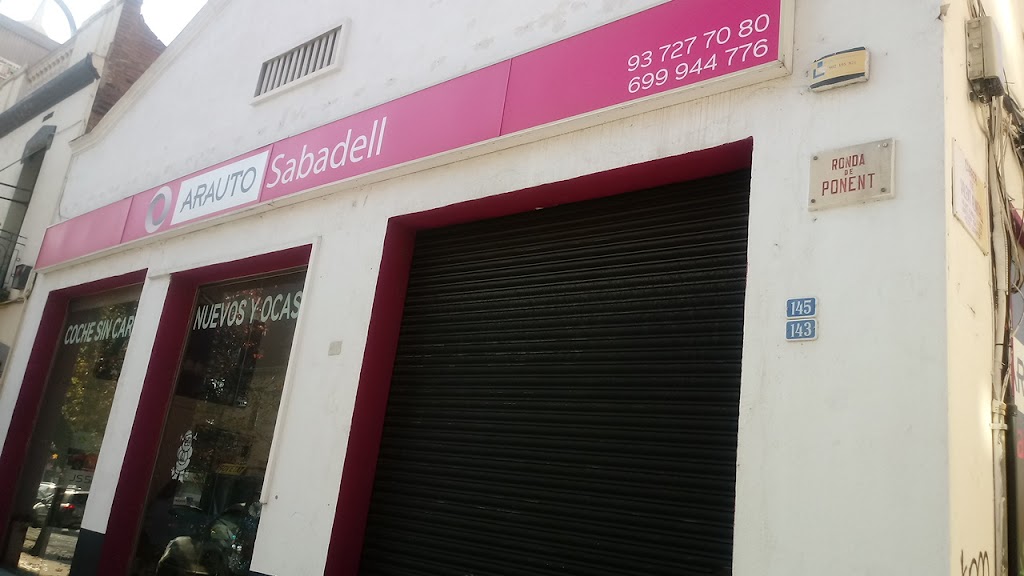 93 727 70 80
699 944 776
ARAUTO Sabadell
RONDA
DE
PONENT
145
143
COCHE SIN CAR
NUEVOS Y OCAS